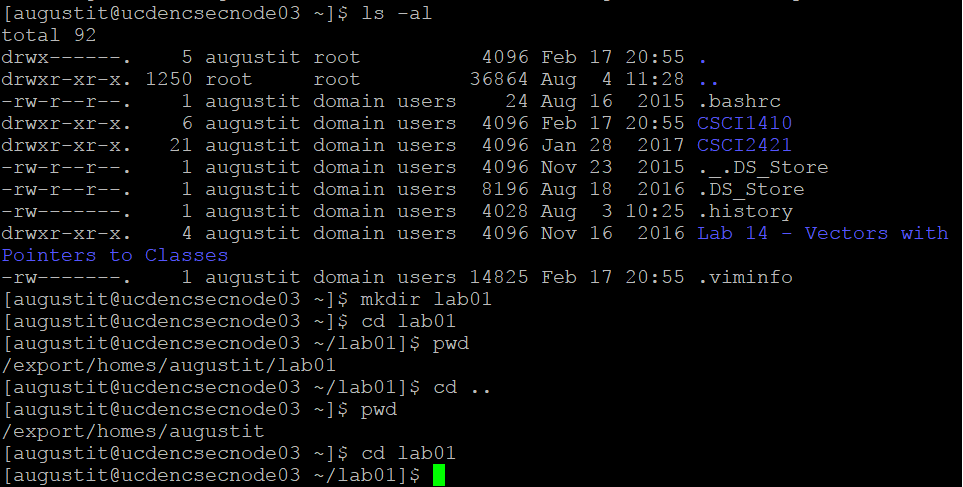 [augustit@ucdencsecnode03 ~]$ ls -al
total 92
drwx------.    5 augustit root          4096 Feb 17 20:55 .
drwxr-xr-x. 1250 root     root         36864 Aug  4 11:28 ..
-rw-r--r--.    1 augustit domain users    24 Aug 16  2015 .bashrc
drwxr-xr-x.    6 augustit domain users  4096 Feb 17 20:55 CSCI1410
drwxr-xr-x.   21 augustit domain users  4096 Jan 28  2017 CSCI2421
-rw-r--r--.    1 augustit domain users  4096 Nov 23  2015 ._.DS_Store
-rw-r--r--.    1 augustit domain users  8196 Aug 18  2016 .DS_Store
-rw-------.    1 augustit domain users  4028 Aug  3 10:25 .history
drwxr-xr-x.    4 augustit domain users  4096 Nov 16  2016 Lab 14 - Vectors with
Pointers to Classes
-rw-------.    1 augustit domain users 14825 Feb 17 20:55 .viminfo
[augustit@ucdencsecnode03 ~]$ mkdir lab01
[augustit@ucdencsecnode03 ~]$ cd lab01
[augustit@ucdencsecnode03 ~/lab01]$ pwd
/export/homes/augustit/lab01
[augustit@ucdencsecnode03 ~/lab01]$ cd ..
[augustit@ucdencsecnode03 ~]$ pwd
/export/homes/augustit
[augustit@ucdencsecnode03 ~]$ cd lab01
[augustit@ucdencsecnode03 ~/lab01]$